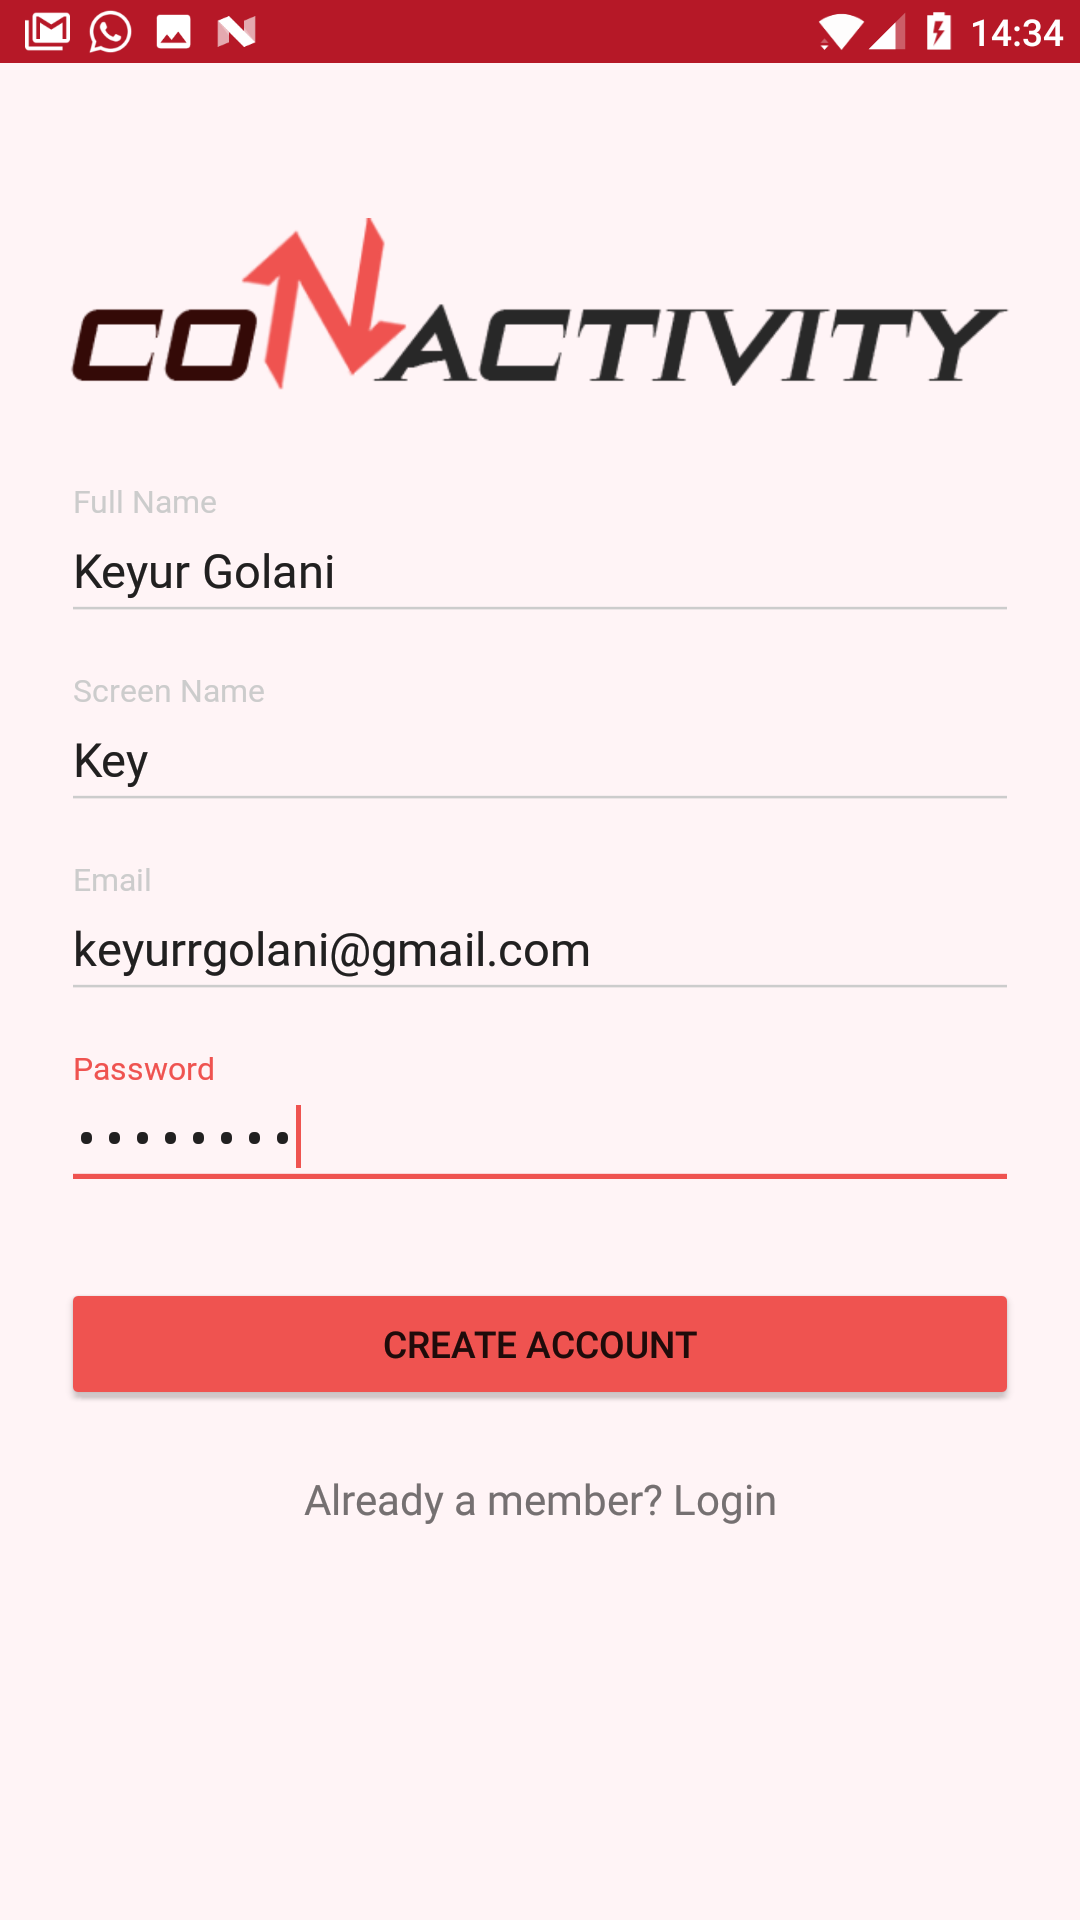 14:34
CONACTIVITY
Full Name
Keyur Golani
Screen Name
Key
Email
keyurrgolani@gmail.com
Password
••••••••
CREATE ACCOUNT
Already a member? Login